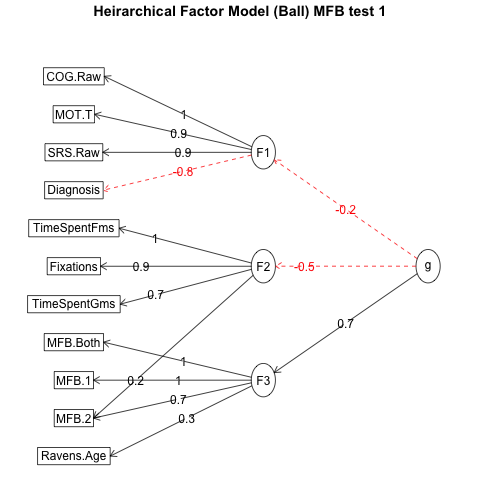 Heirarchical Factor Model (Ball) MFB test 1
COG.Raw
MOT.T
SRS.Raw
Diagnosis
TimeSpentFms
Fixations
TimeSpentGms
MFB.Both
MFB.1
MFB.2
Ravens.Age
1
0.9
0.9
-0.8
1
0.9
0.7
0.2
1
1
0.7
0.3
F1
F2
F3
-0.2
-0.5
0.7
g